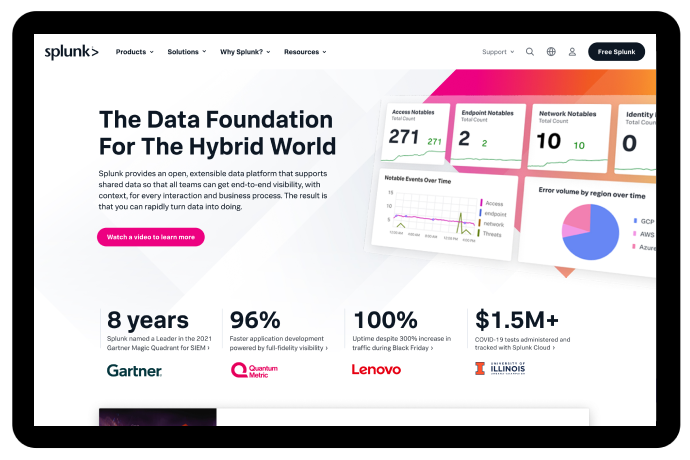 splunk>
Products
Solutions
Why Splunk?
Resources
Support
Free Splunk
The Data Foundation
For The Hybrid World
Splunk provides an open, extensible data platform that supports
shared data so that all teams can get end-to-end visibility, with
context, for every interaction and business process. The result is
that you can rapidly turn data into doing.
Watch a video to learn more
Access Notables
Total Count
271 271
Endpoint Notables
Total Count
2 2
Network Notables
Total Count
10 10
Identity
Total Count
0
Notable Events Over Time
15
10
5
Access
endpoint
network
Threats
Error volume by region over time
GCP
AWS
Azure
8 years
Splunk named a Leader in the 2021
Gartner Magic Quadrant for SIEM ›
Gartner
96%
Faster application development
powered by full-fidelity visibility ›
Quantum
Metric
100%
Uptime despite 300% increase in
traffic during Black Friday ›
Lenovo
$1.5M+
COVID-19 tests administered and
tracked with Splunk Cloud ›
UNIVERSITY OF
ILLINOIS